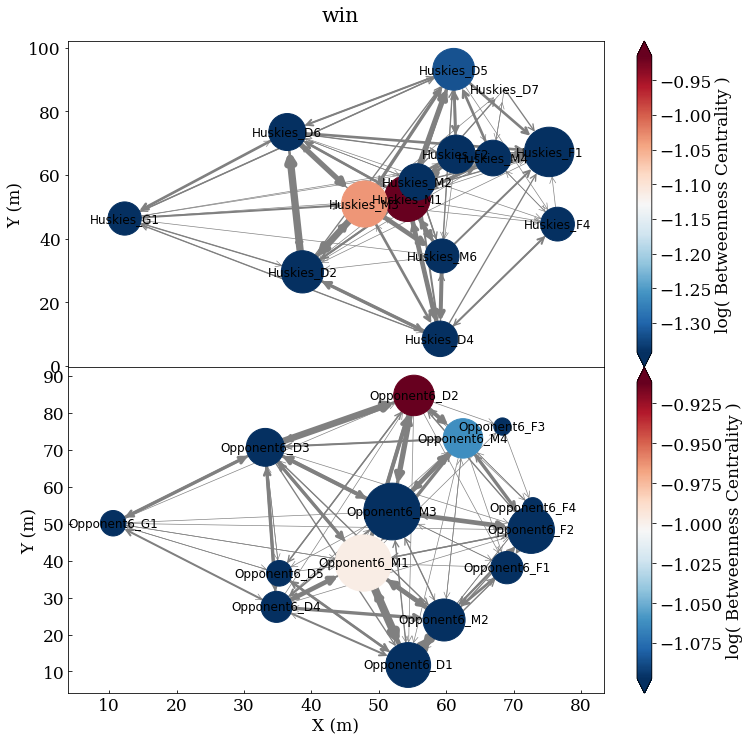 win
100
80
60
40
20
0
Y (m)
Huskies_D5
Huskies_D7
Huskies_D6
Huskies_F2
Huskies_F1
Huskies_M4
Huskies_M2
Huskies_M1
Huskies_G1
Huskies_F4
Huskies_M6
Huskies_D2
Huskies_D4
−0.95
−1.00
−1.05
−1.10
−1.15
−1.20
−1.25
−1.30
log( Betweenness Centrality )
90
80
70
60
50
40
30
20
10
Y (m)
Opponent6_D2
Opponent6_F3
Opponent6_M4
Opponent6_D3
Opponent6_F4
Opponent6_M3
Opponent6_G1
Opponent6_F2
Opponent6_M1
Opponent6_F1
Opponent6_D5
Opponent6_D4
Opponent6_M2
Opponent6_D1
10 20 30 40 50 60 70 80
X (m)
−0.925
−0.950
−0.975
−1.000
−1.025
−1.050
−1.075
log( Betweenness Centrality )